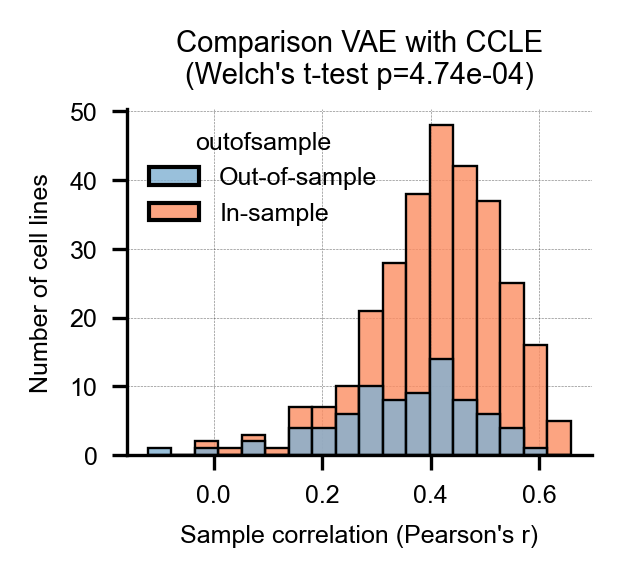 Comparison VAE with CCLE
(Welch's t-test p=4.74e-04)
outofsample
Out-of-sample
In-sample
Number of cell lines
50
40
30
20
10
0
0.0
0.2
0.4
0.6
Sample correlation (Pearson's r)